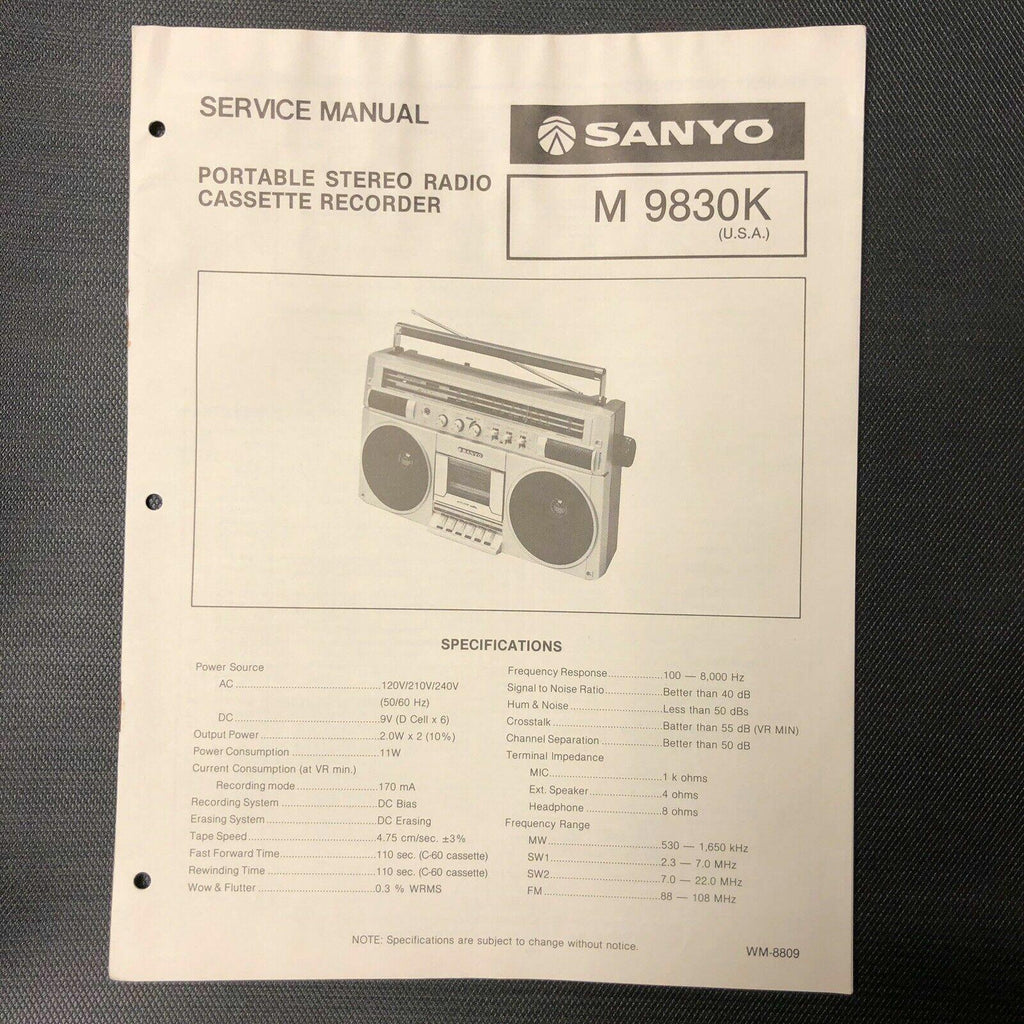 SERVICE MANUAL
SANYO
PORTABLE STEREO RADIO
CASSETTE RECORDER
M 9830K
(U.S.A.)
SANYO
SPECIFICATIONS
Power Source
AC..........120V/210V/240V
(50/60 Hz)
DC..........9V (D Cell x 6)
Output Power..........2.0W x 2 (10%)
Power Consumption..........11W
Current Consumption (at VR min.)
Recording mode..........170 mA
Recording System..........DC Bias
Erasing System..........DC Erasing
Tape Speed..........4.75 cm/sec. ±3%
Fast Forward Time..........110 sec. (C-60 cassette)
Rewinding Time..........110 sec. (C-60 cassette)
Wow & Flutter..........0.3 % WRMS
Frequency Response..........100 — 8,000 Hz
Signal to Noise Ratio..........Better than 40 dB
Hum & Noise..........Less than 50 dBs
Crosstalk..........Batter than 55 dB (VR MIN)
Channel Separation..........Better than 50 dB
Terminal Impedance
MIC..........1 k ohms
Ext. Speaker..........4 ohms
Headphone..........8 ohms
Frequency Range
MW..........530 — 1,650 kHz
SW1..........2.3 — 7.0 MHz
SW2..........7.0 — 22.0 MHz
FM..........88 — 108 MHz
NOTE: Specifications are subject to change without notice.
WM-8809